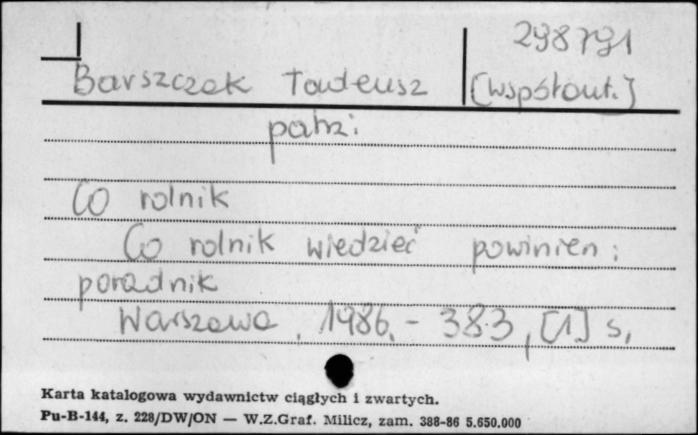 298791
Barszczak Tadeusz [współaut.]
patrz:
Co rolnik
Co rolnik wiedzieć powinien :
poradnik
Warszawa, 1986. - 383, [1] s.
Karta katalogowa wydawnictw ciągłych i zwartych.
Pu-B-144, z. 228/DW/ON — W.Z.Graf. Milicz, zam. 388-86 5.650.000